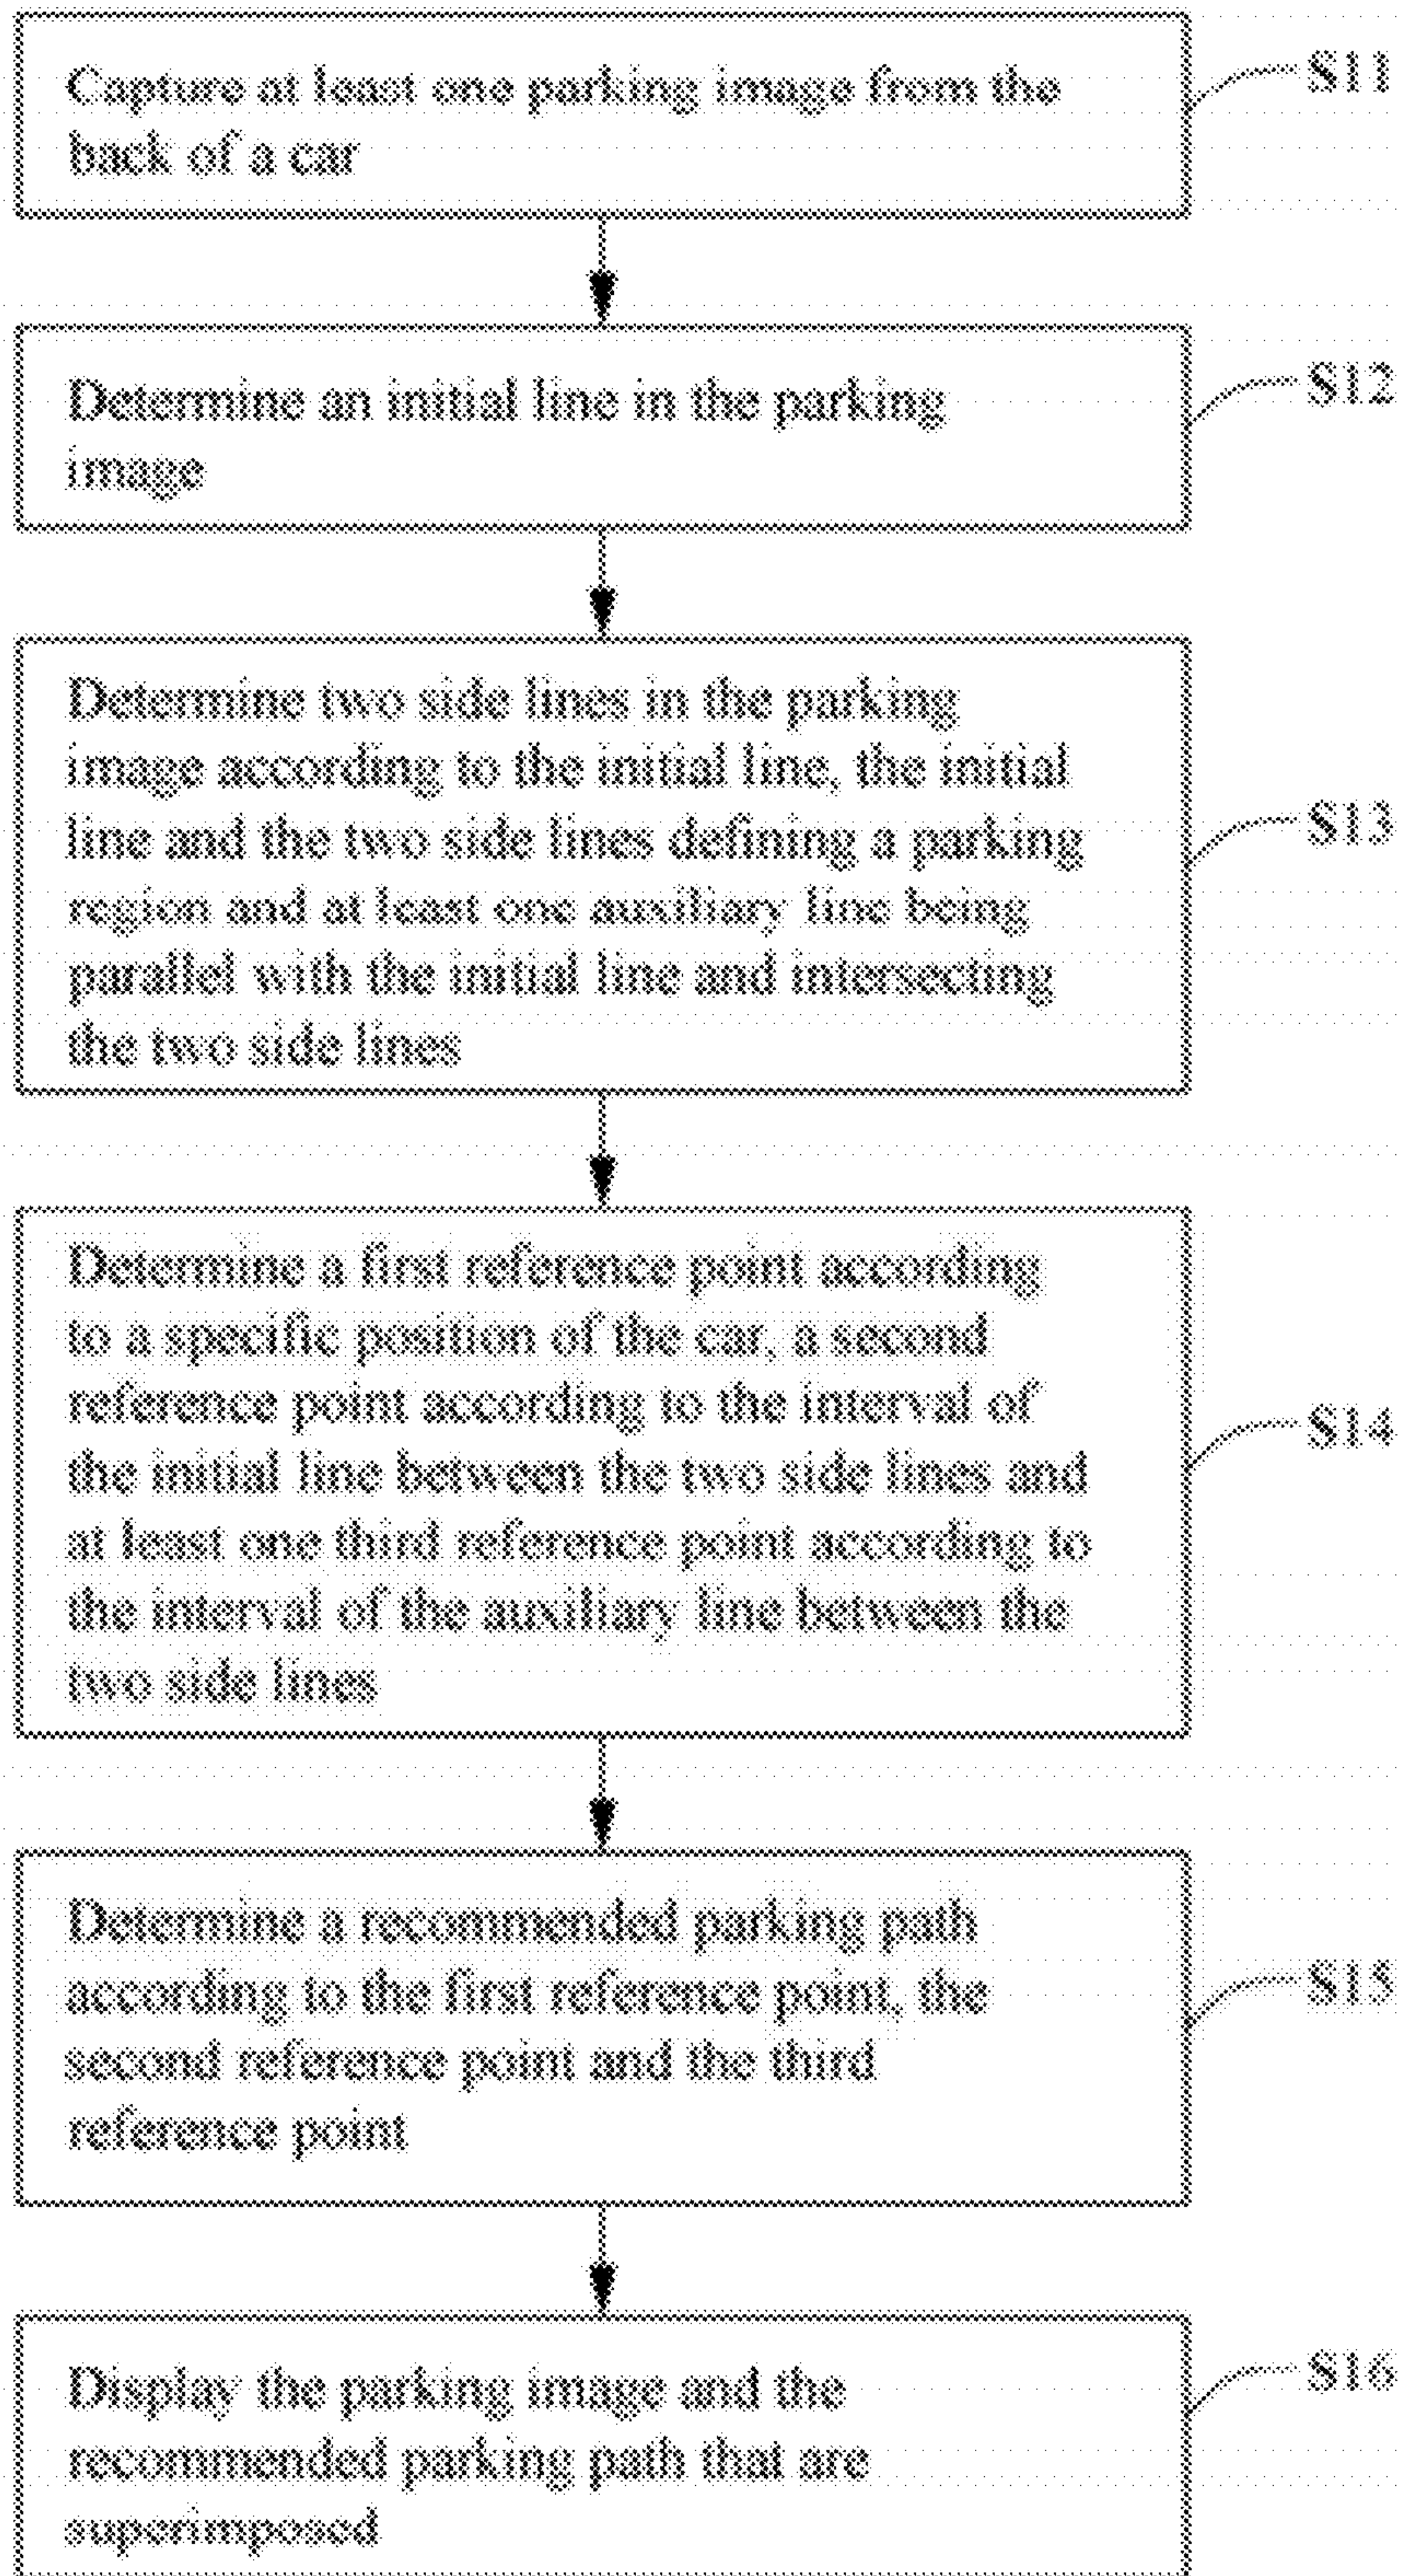 Capture at least one parking image from the
back of a car
S11
Determine an initial line in the parking
image
S12
Determine two side lines in the parking
image according to the initial line, the initial
line and the two side lines defining a parking
region and at least one auxiliary line being
parallel with the initial line and intersecting
the two side lines
S13
Determine a first reference point according
to a specific position of the car, a second
reference point according to the interval of
the initial line between the two side lines and
at least one third reference point according to
the interval of the auxiliary line between the
two side lines
S14
Determine a recommended parking path
according to the first reference point, the
second reference point and the third
reference point
S15
Display the parking image and the
recommended parking path that are
superimposed
S16